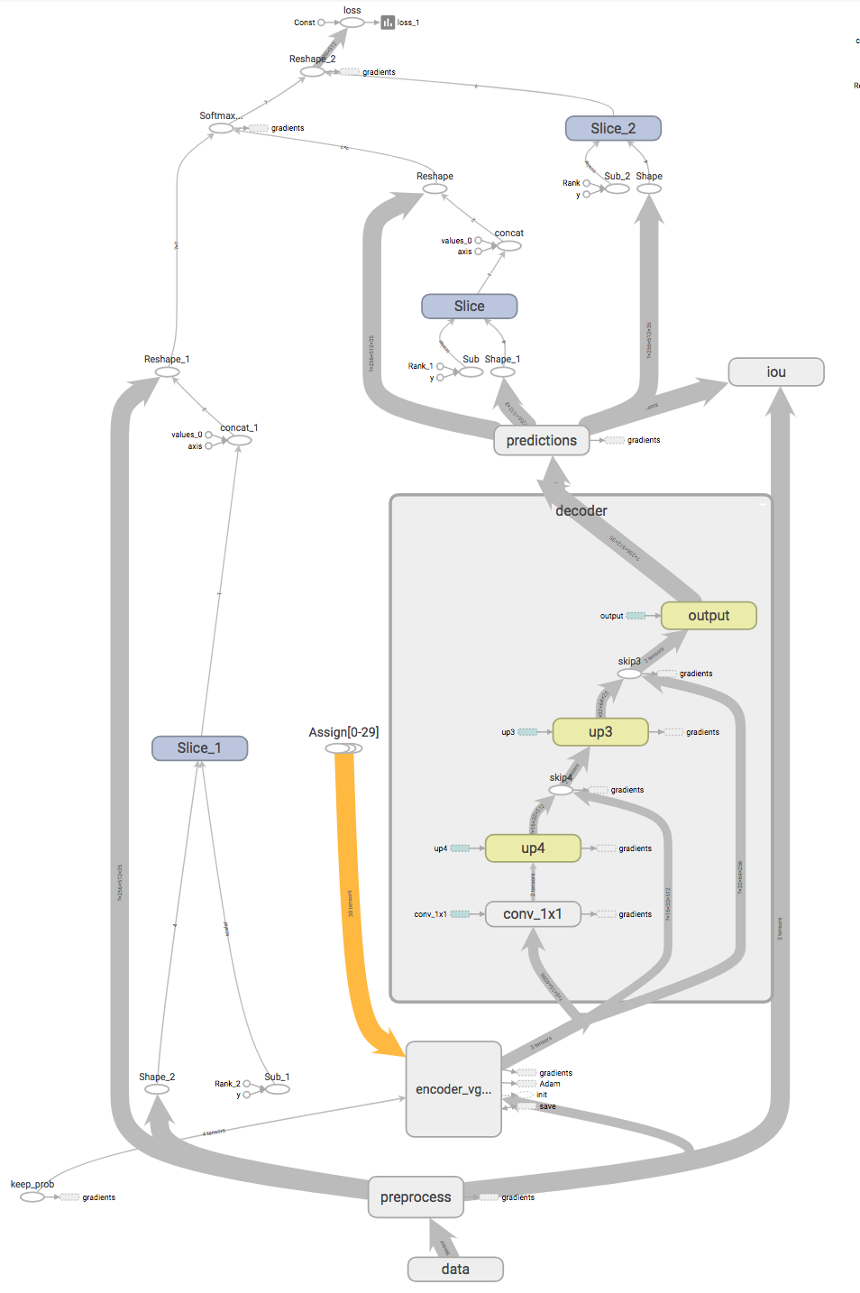 loss
Const
loss_1
Reshape_2
gradients
Softmax...
gradients
Slice_2
Reshape
Rank
Sub_2
Shape
y
values_0
concat
axis
Slice
Reshape_1
Rank_1
Sub
Shape_1
y
iou
values_0
concat_1
axis
predictions
gradients
decoder
output
output
skip3
gradients
Assign[0-29]
up3
up3
gradients
Slice_1
skip4
gradients
up4
up4
gradients
conv_1x1
conv_1x1
gradients
Shape_2
Rank_2
Sub_1
y
encoder_vg...
gradients
Adam
init
save
4 tensors
keep_prob
gradients
preprocess
gradients
data